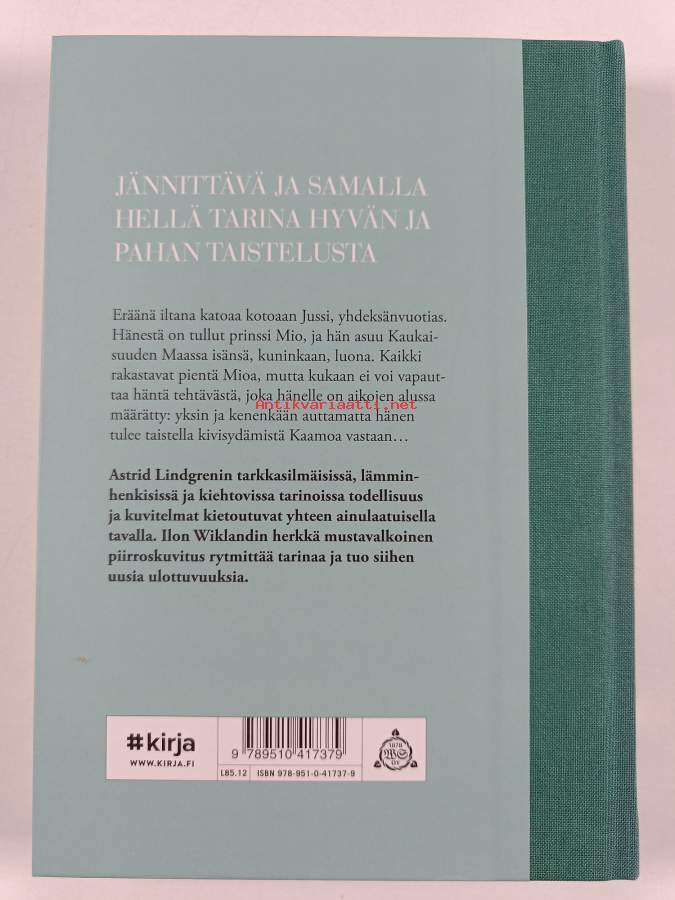 JÄNNITTÄVÄ JA SAMALLA
HELLÄ TARINA HYVÄN JA
PAHAN TAISTELUSTA
Eräänä iltana katoaa kotoaan Jussi, yhdeksänvuotias.
Hänestä on tullut prinssi Mio, ja hän asuu Kaukai-
suuden Maassa isänsä, kuninkaan, luona. Kaikki
rakastavat pientä Mioa, mutta kukaan ei voi vapaut-
taa häntä tehtävästä, joka hänelle on aikojen alussa
Antikvariaatti.net
määrätty: yksin ja kenenkään auttamatta hänen
tulee taistella kivisydämistä Kaamoa vastaan…
Astrid Lindgrenin tarkkasilmäisissä, lämmin-
henkisissä ja kiehtovissa tarinoissa todellisuus
ja kuvitelmat kietoutuvat yhteen ainulaatuisella
tavalla. Ilon Wiklandin herkkä mustavalkoinen
piirroskuvitus rytmittää tarinaa ja tuo siihen
uusia ulottuvuuksia.
#kirja
WWW.KIRJA.FI
9 789510 417379
L85.12 ISBN 978-951-0-41737-9
1878
WS
OY